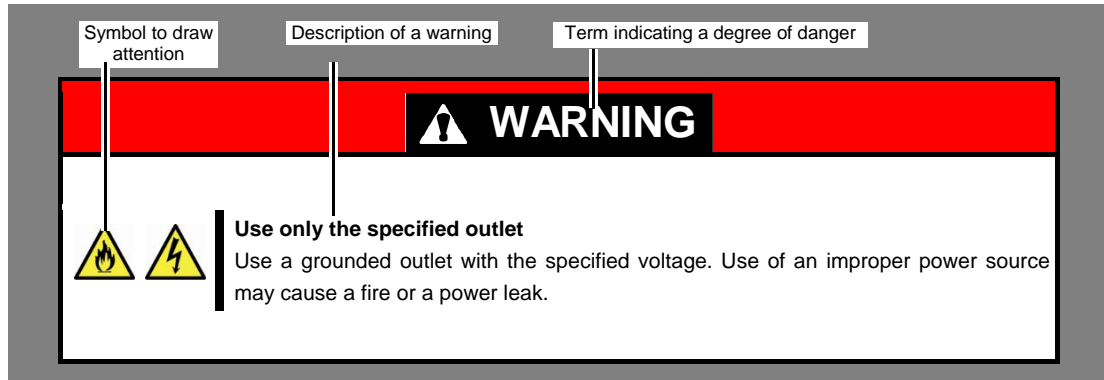 Symbol to draw
attention
Description of a warning
Term indicating a degree of danger
WARNING
Use only the specified outlet
Use a grounded outlet with the specified voltage. Use of an improper power source
may cause a fire or a power leak.